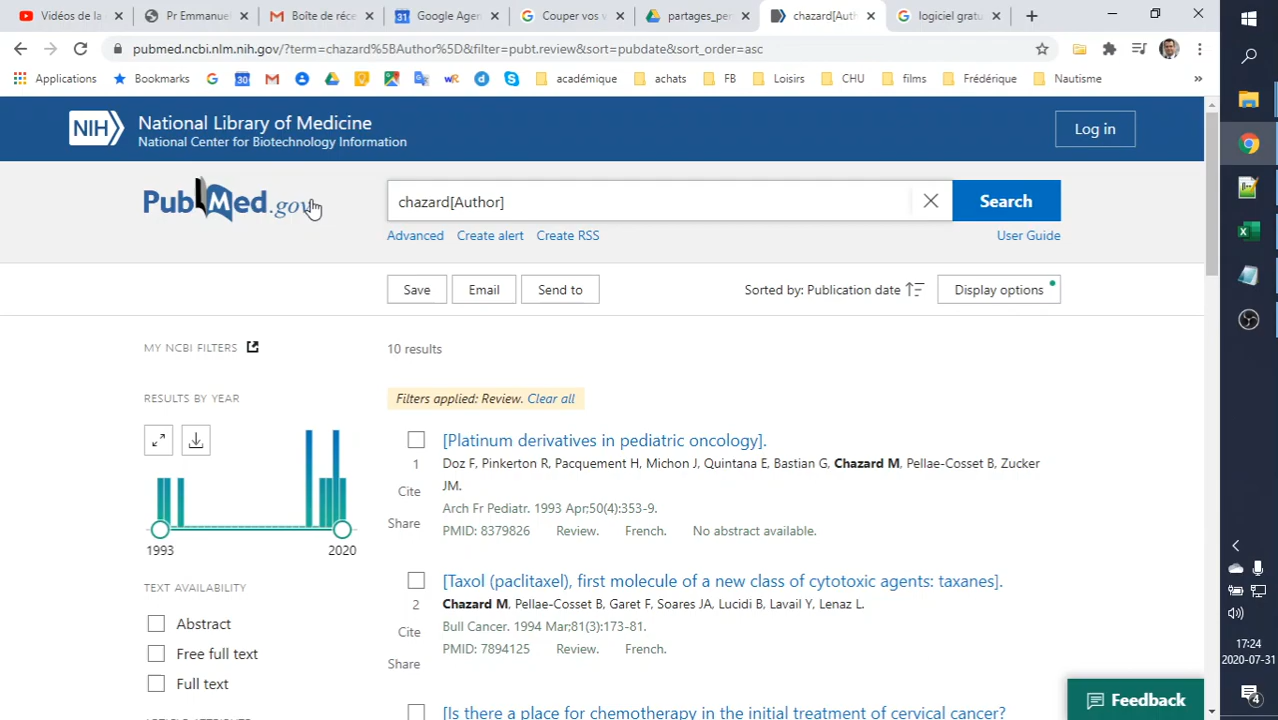 Vidéos de la
Pr Emmanue
Boîte de réce
Google Agen
Couper vos v
partages_per
chazard[Auth
logiciel gratu
pubmed.ncbi.nlm.nih.gov/?term=chazard%5BAuthor%5D&filter=pubt.review&sort=pubdate&sort_order=asc
Applications
Bookmarks
académique
achats
FB
Loisirs
CHU
films
Frédérique
Nautisme
»
NIH
National Library of Medicine
National Center for Biotechnology Information
Log in
PubMed.gov
chazard[Author]
Search
Advanced
Create alert
Create RSS
User Guide
Save
Email
Send to
Sorted by: Publication date
Display options
MY NCBI FILTERS
10 results
RESULTS BY YEAR
Filters applied: Review. Clear all
1993
2020
[Platinum derivatives in pediatric oncology].
1
Doz F, Pinkerton R, Pacquement H, Michon J, Quintana E, Bastian G, Chazard M, Pellae-Cosset B, Zucker
JM.
Cite
Arch Fr Pediatr. 1993 Apr;50(4):353-9.
Share
PMID: 8379826
Review.
French.
No abstract available.
[Taxol (paclitaxel), first molecule of a new class of cytotoxic agents: taxanes].
2
Chazard M, Pellae-Cosset B, Garet F, Soares JA, Lucidi B, Lavail Y, Lenaz L.
Cite
Bull Cancer. 1994 Mar;81(3):173-81.
PMID: 7894125
Review.
French.
Share
TEXT AVAILABILITY
Abstract
Free full text
Full text
[Is there a place for chemotherapy in the initial treatment of cervical cancer?
Feedback
17:24
2020-07-31
4